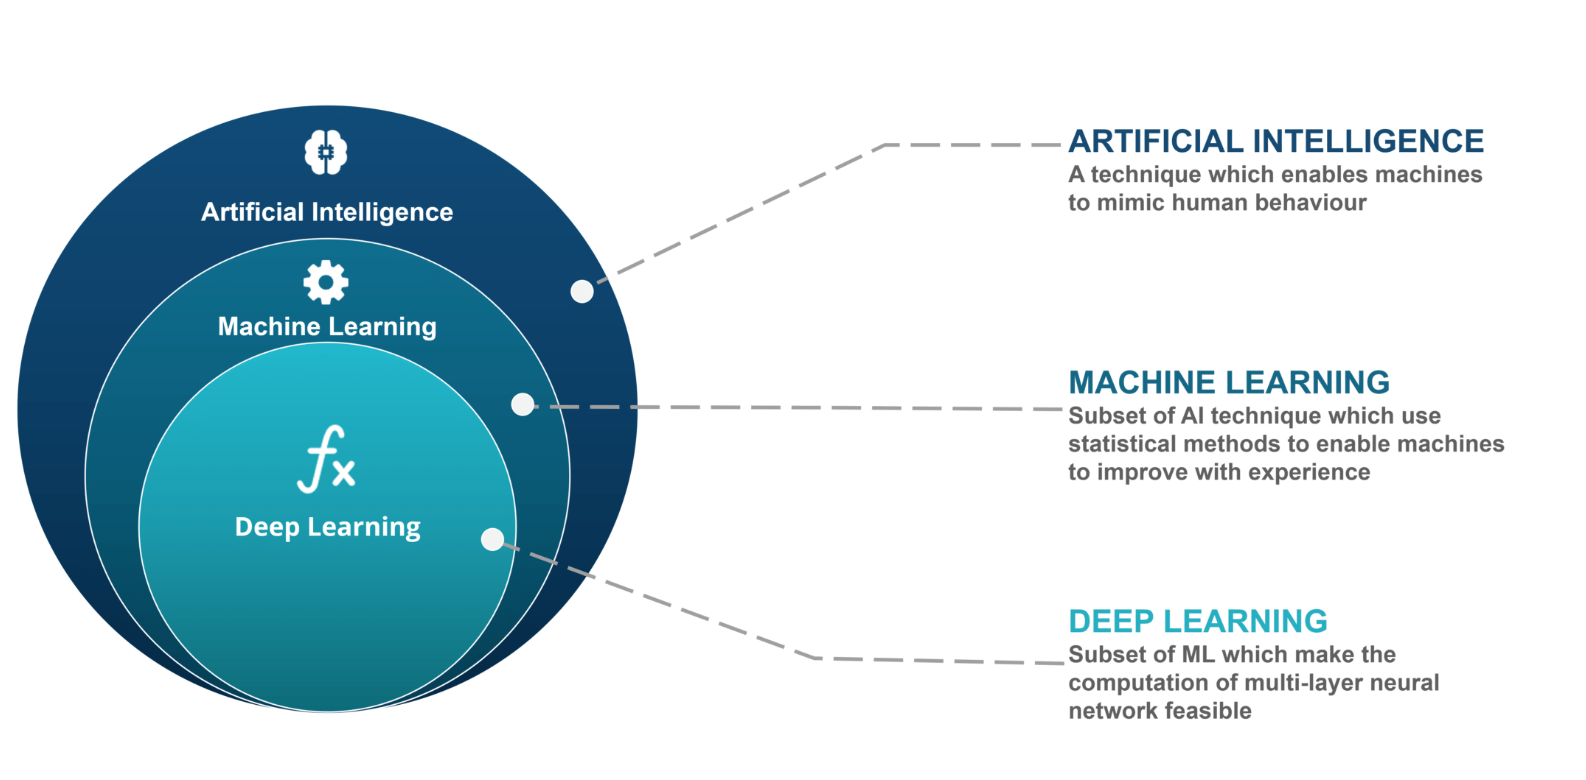 Artificial Intelligence
Machine Learning
fx
Deep Learning
ARTIFICIAL INTELLIGENCE
A technique which enables machines
to mimic human behaviour
MACHINE LEARNING
Subset of AI technique which use
statistical methods to enable machines
to improve with experience
DEEP LEARNING
Subset of ML which make the
computation of multi-layer neural
network feasible